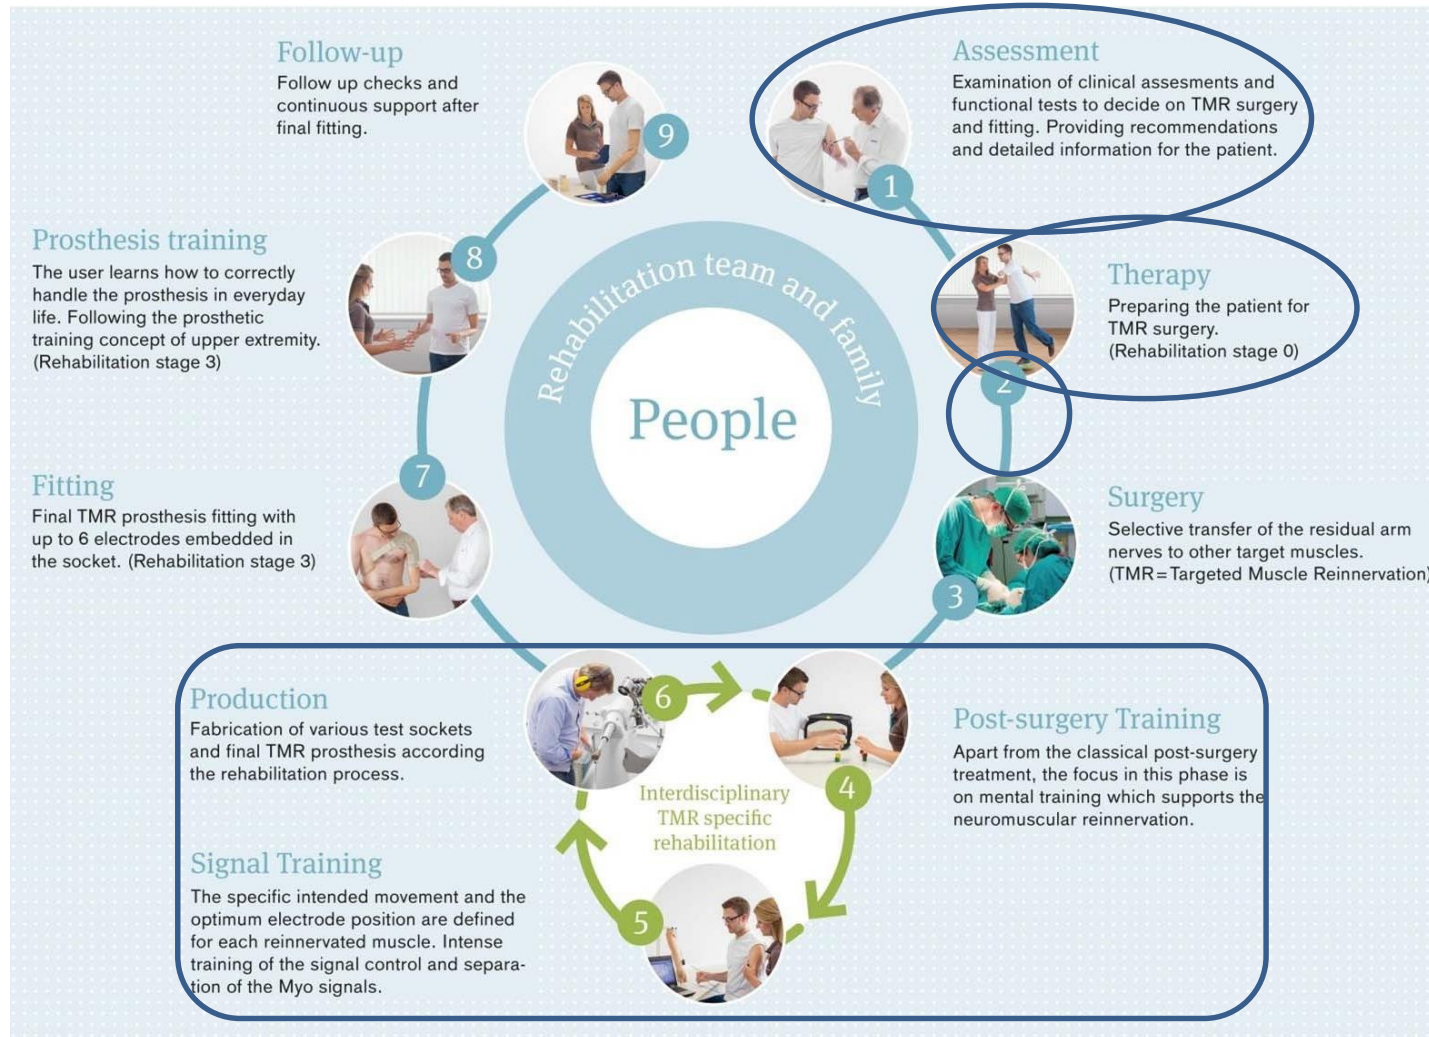 Follow-up
Follow up checks and
continuous support after
final fitting.
9
Assessment
Examination of clinical assesments and
functional tests to decide on TMR surgery
and fitting. Providing recommendations
and detailed information for the patient.
1
Prosthesis training
The user learns how to correctly
handle the prosthesis in everyday
life. Following the prosthetic
training concept of upper extremity.
(Rehabilitation stage 3)
8
Rehabilitation team and family
People
Therapy
Preparing the patient for
TMR surgery.
(Rehabilitation stage 0)
2
Fitting
Final TMR prosthesis fitting with
up to 6 electrodes embedded in
the socket. (Rehabilitation stage 3)
7
Surgery
Selective transfer of the residual arm
nerves to other target muscles.
(TMR=Targeted Muscle Reinnervation)
3
Production
Fabrication of various test sockets
and final TMR prosthesis according
the rehabilitation process.
6
Interdisciplinary
TMR specific
rehabilitation
Post-surgery Training
Apart from the classical post-surgery
treatment, the focus in this phase is
on mental training which supports the
neuromuscular reinnervation.
4
Signal Training
The specific intended movement and the
optimum electrode position are defined
for each reinnervated muscle. Intense
training of the signal control and separa-
tion of the Myo signals.
5